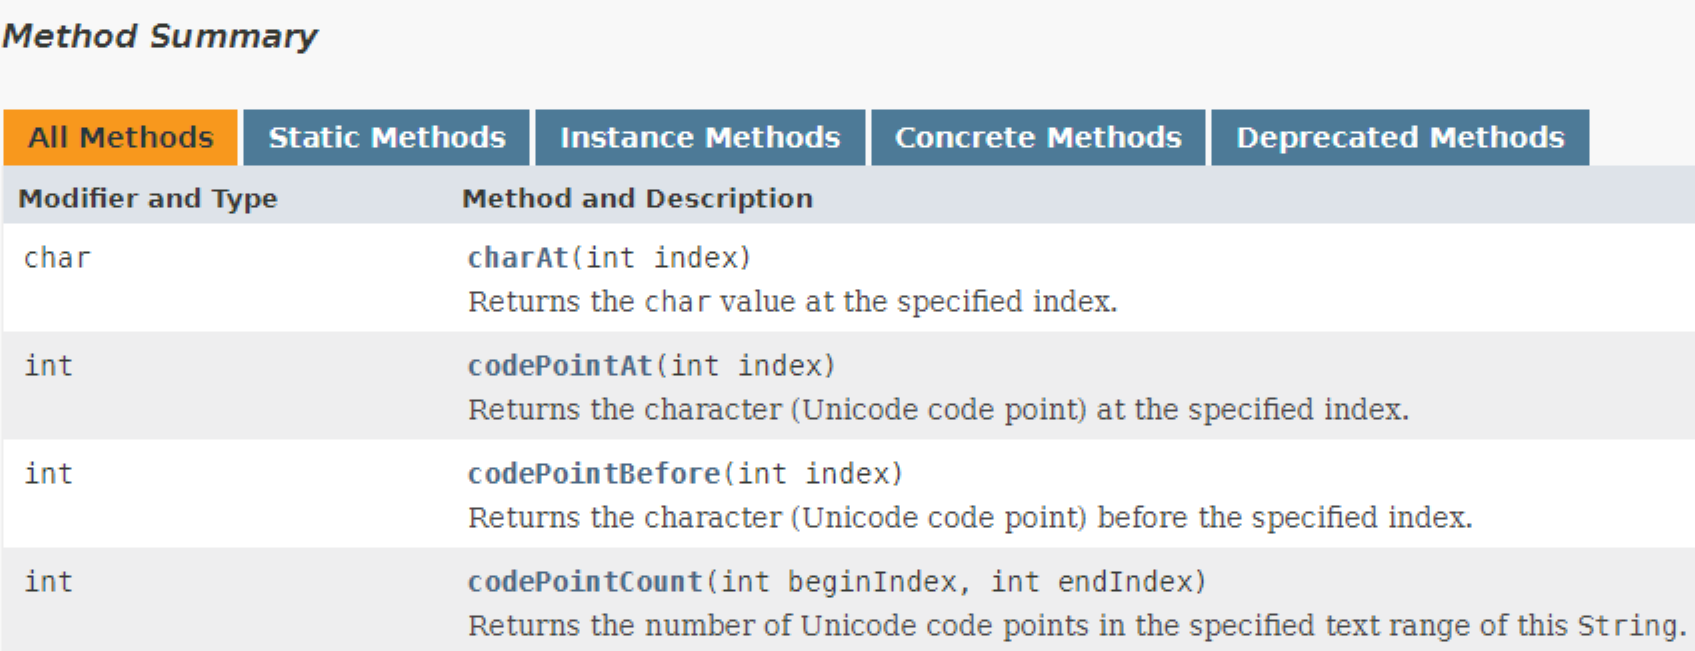 Method Summary
All Methods Static Methods Instance Methods Concrete Methods Deprecated Methods
Modifier and Type Method and Description
char charAt(int index)
Returns the char value at the specified index.
int codePointAt(int index)
Returns the character (Unicode code point) at the specified index.
int codePointBefore(int index)
Returns the character (Unicode code point) before the specified index.
int codePointCount(int beginIndex, int endIndex)
Returns the number of Unicode code points in the specified text range of this String.